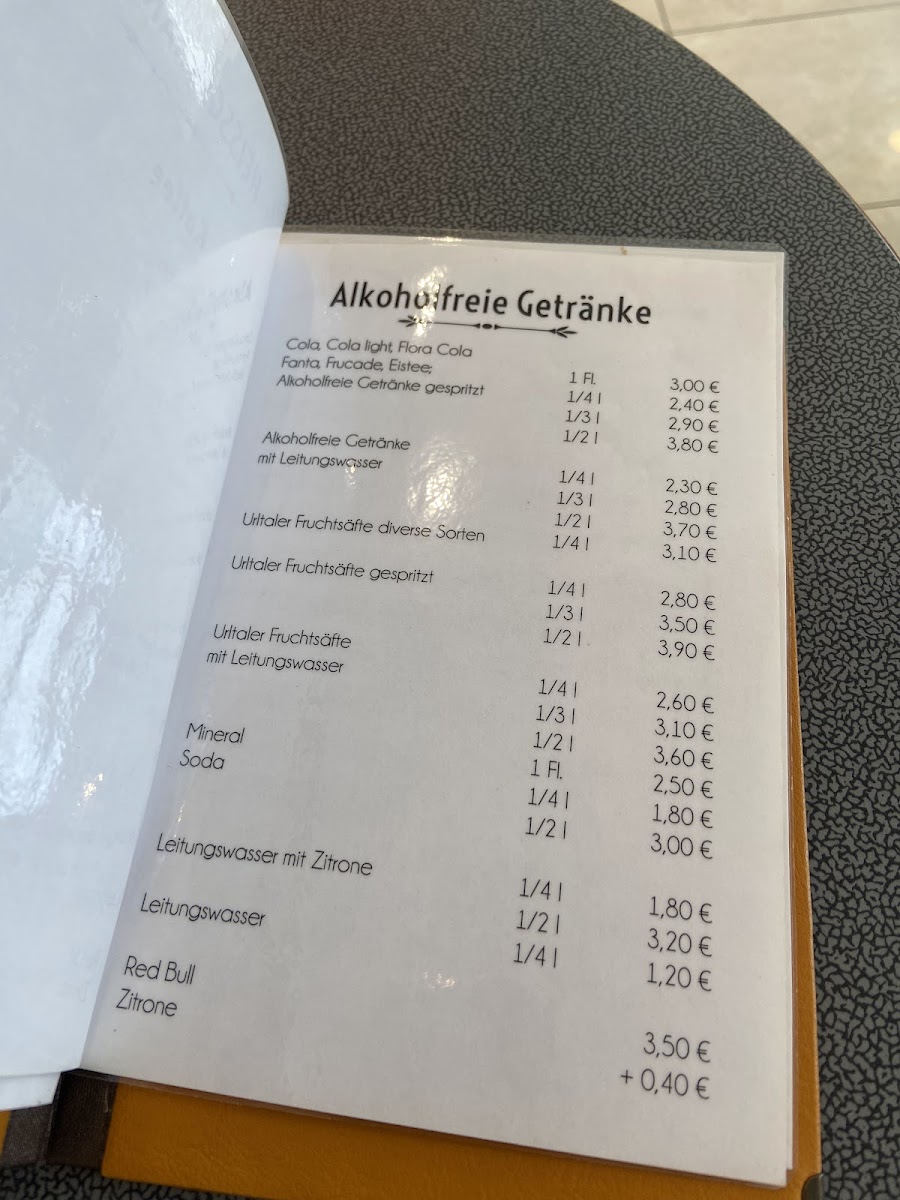 Alkoholfreie Getränke
Cola, Cola light, Flora Cola
Fanta, Frucade, Eistee; 1 Fl. 3,00 €
Alkoholfreie Getränke gespritzt 1/4 l 2,40 €
1/3 l 2,90 €
1/2 l 3,80 €
Alkoholfreie Getränke
mit Leitungswasser 1/4 l 2,30 €
1/3 l 2,80 €
1/2 l 3,70 €
Urltaler Fruchtsäfte diverse Sorten 1/4 l 3,10 €
Urltaler Fruchtsäfte gespritzt 1/4 l 2,80 €
1/3 l 3,50 €
1/2 l 3,90 €
Urltaler Fruchtsäfte
mit Leitungswasser 1/4 l 2,60 €
1/3 l 3,10 €
1/2 l 3,60 €
Mineral 1 Fl. 2,50 €
Soda 1/4 l 1,80 €
1/2 l 3,00 €
Leitungswasser mit Zitrone 1/4 l 1,80 €
1/2 l 3,20 €
Leitungswasser 1/4 l 1,20 €
Red Bull 3,50 €
Zitrone + 0,40 €